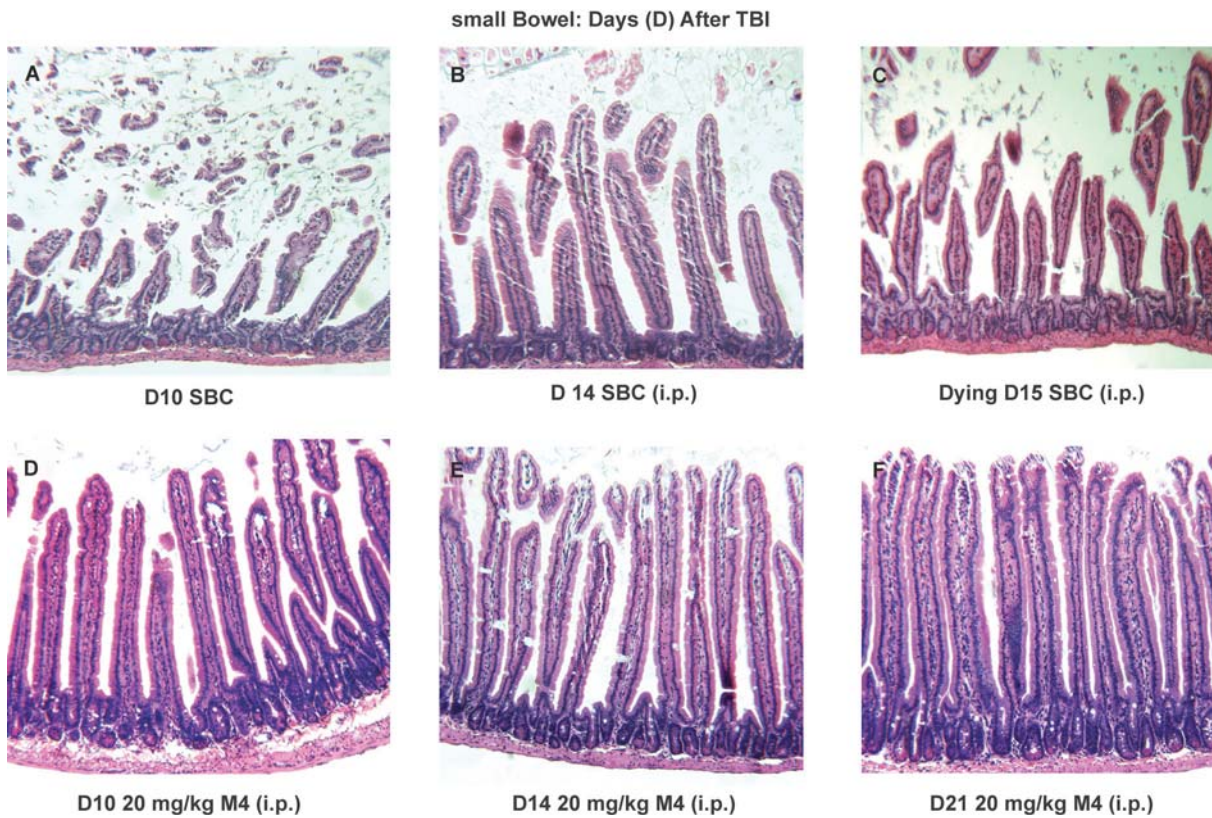 small Bowel: Days (D) After TBI
A
B
C
D10 SBC
D 14 SBC (i.p.)
Dying D15 SBC (i.p.)
D
E
F
D10 20 mg/kg M4 (i.p.)
D14 20 mg/kg M4 (i.p.)
D21 20 mg/kg M4 (i.p.)